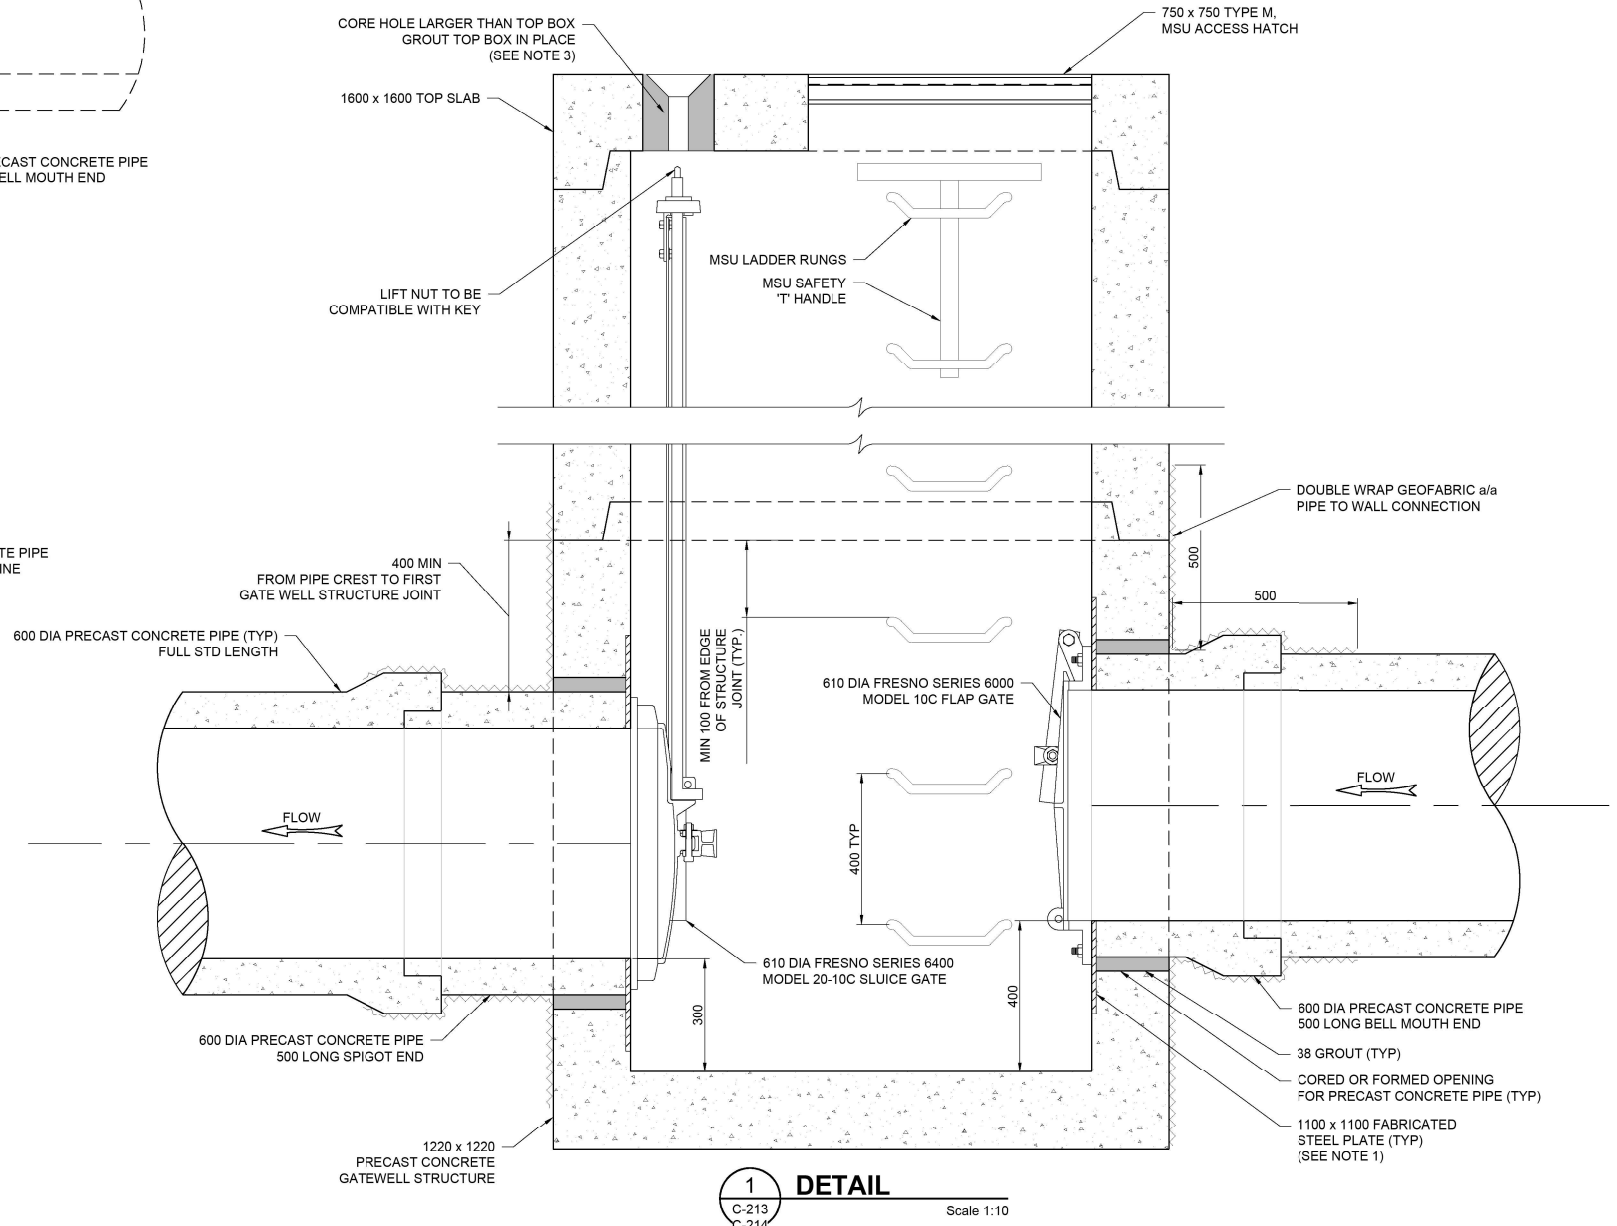 CORE HOLE LARGER THAN TOP BOX
GROUT TOP BOX IN PLACE
(SEE NOTE 3)
750 x 750 TYPE M,
MSU ACCESS HATCH
1600 x 1600 TOP SLAB
CONCRETE PIPE
MOUTH END
MSU LADDER RUNGS
MSU SAFETY
'T' HANDLE
LIFT NUT TO BE
COMPATIBLE WITH KEY
DOUBLE WRAP GEOFABRIC a/a
PIPE TO WALL CONNECTION
500
500
PIPE
400 MIN
FROM PIPE CREST TO FIRST
GATE WELL STRUCTURE JOINT
600 DIA PRECAST CONCRETE PIPE (TYP)
FULL STD LENGTH
MIN 100 FROM EDGE
OF STRUCTURE
JOINT (TYP.)
610 DIA FRESNO SERIES 6000
MODEL 10C FLAP GATE
FLOW
FLOW
400 TYP
610 DIA FRESNO SERIES 6400
MODEL 20-10C SLUICE GATE
300
400
600 DIA PRECAST CONCRETE PIPE
500 LONG SPIGOT END
600 DIA PRECAST CONCRETE PIPE
500 LONG BELL MOUTH END
38 GROUT (TYP)
CORED OR FORMED OPENING
FOR PRECAST CONCRETE PIPE (TYP)
1100 x 1100 FABRICATED
STEEL PLATE (TYP)
(SEE NOTE 1)
1220 x 1220
PRECAST CONCRETE
GATEWELL STRUCTURE
1
DETAIL
C-213
C-214
Scale 1:10